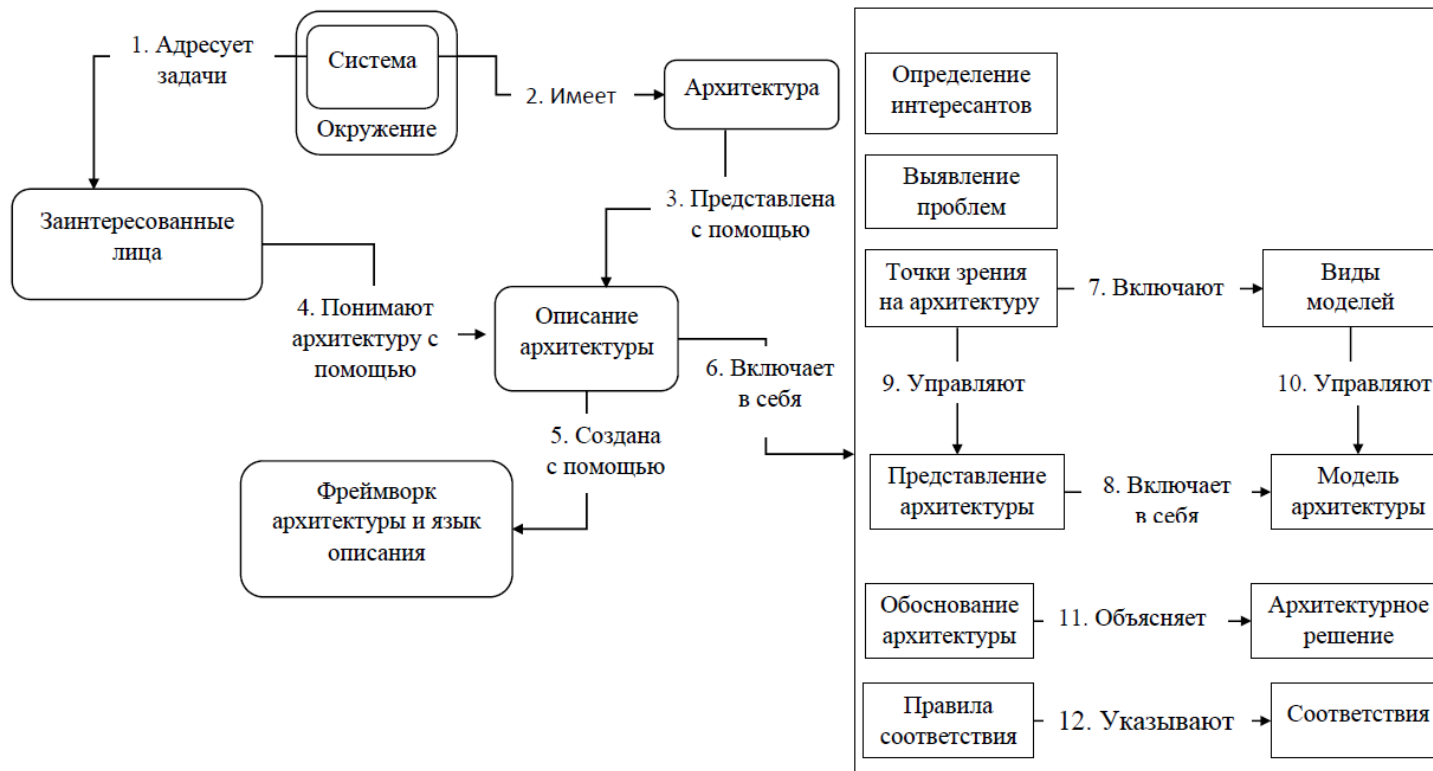 1. Адресует
задачи
Система
Окружение
2. Имеет
Архитектура
3. Представлена
с помощью
Заинтересованные
лица
4. Понимают
архитектуру с
помощью
Описание
архитектуры
5. Создана
с помощью
Фреймворк
архитектуры и язык
описания
6. Включает
в себя
Определение
интересантов
Выявление
проблем
Точки зрения
на архитектуру
7. Включают
Виды
моделей
9. Управляют
10. Управляют
Представление
архитектуры
8. Включает
в себя
Модель
архитектуры
Обоснование
архитектуры
11. Объясняет
Архитектурное
решение
Правила
соответствия
12. Указывают
Соответствия